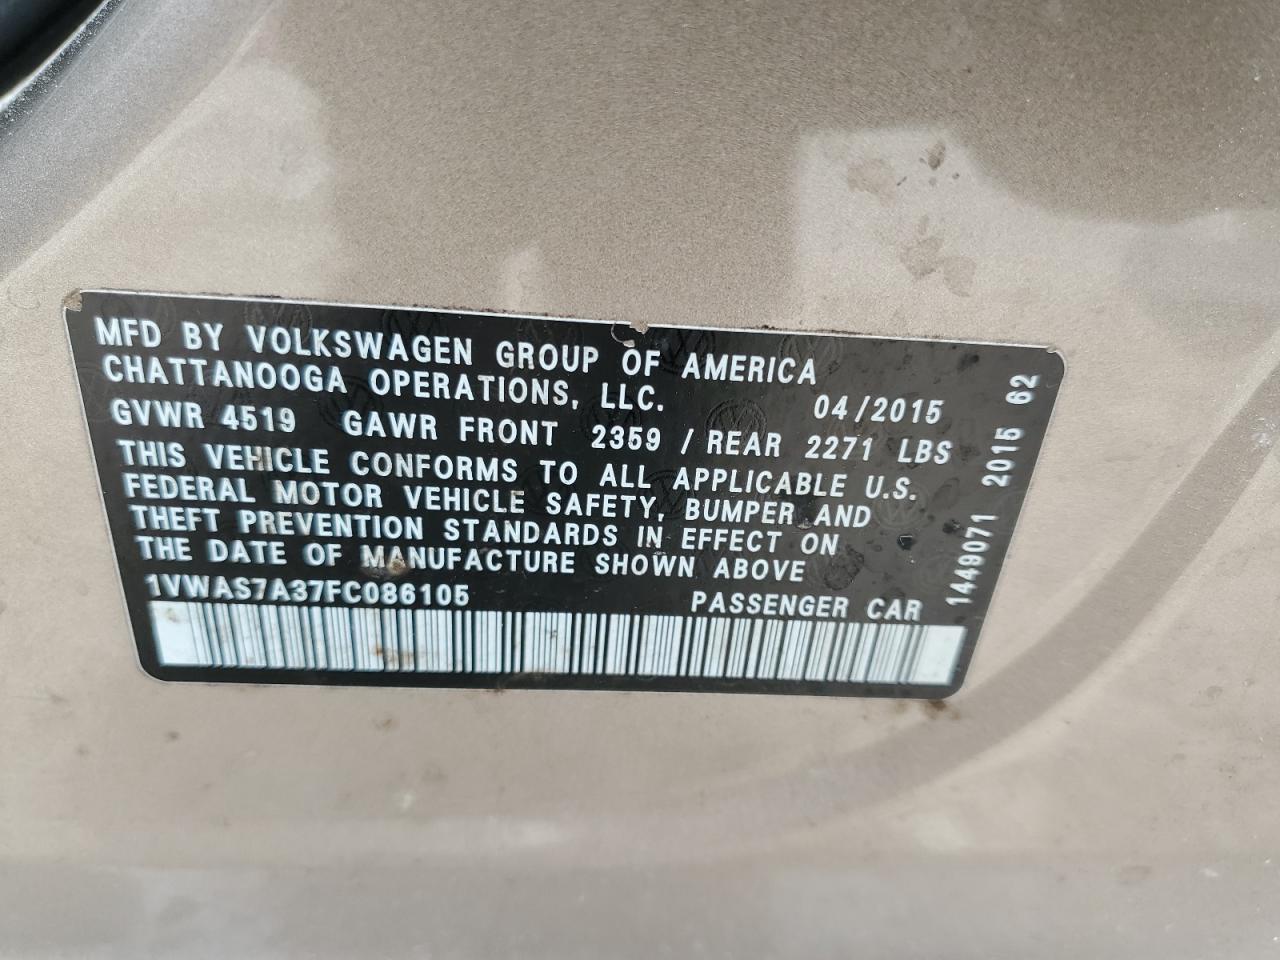 MFD BY VOLKSWAGEN GROUP OF AMERICA
CHATTANOOGA OPERATIONS, LLC. 04/2015
GVWR 4519 GAWR FRONT 2359 / REAR 2271 LBS
THIS VEHICLE CONFORMS TO ALL APPLICABLE U.S.
FEDERAL MOTOR VEHICLE SAFETY, BUMPER AND
THEFT PREVENTION STANDARDS IN EFFECT ON
THE DATE OF MANUFACTURE SHOWN ABOVE
1VWAS7A37FC086105 PASSENGER CAR
1449071 2015 62